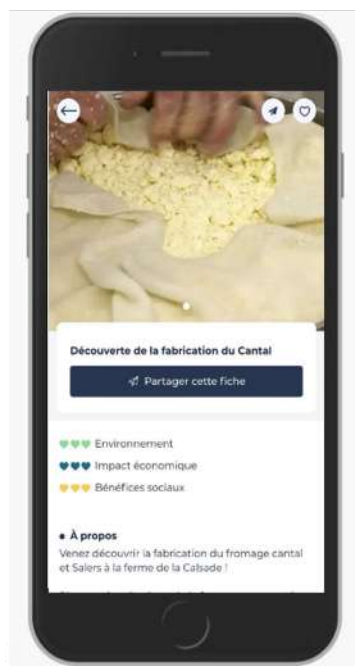 Découverte de la fabrication du Cantal
Partager cette fiche
Environnement
Impact économique
Bénéfices sociaux
À propos
Venez découvrir la fabrication du fromage cantal
et Salers à la ferme de la Calsade !